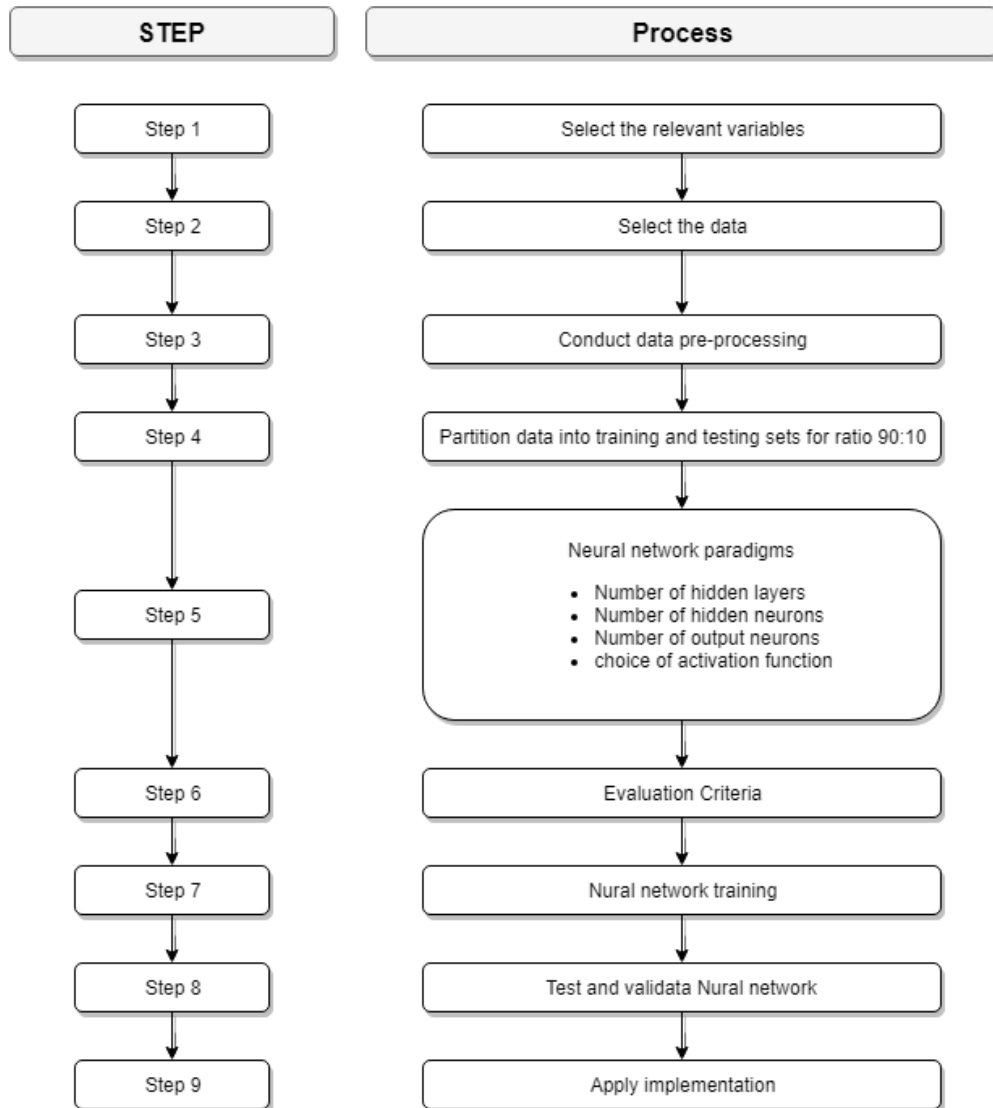 STEP
Process
Step 1
Select the relevant variables
Step 2
Select the data
Step 3
Conduct data pre-processing
Step 4
Partition data into training and testing sets for ratio 90:10
Neural network paradigms
• Number of hidden layers
• Number of hidden neurons
• Number of output neurons
• choice of activation function
Step 5
Step 6
Evaluation Criteria
Step 7
Nural network training
Step 8
Test and validata Nural network
Step 9
Apply implementation